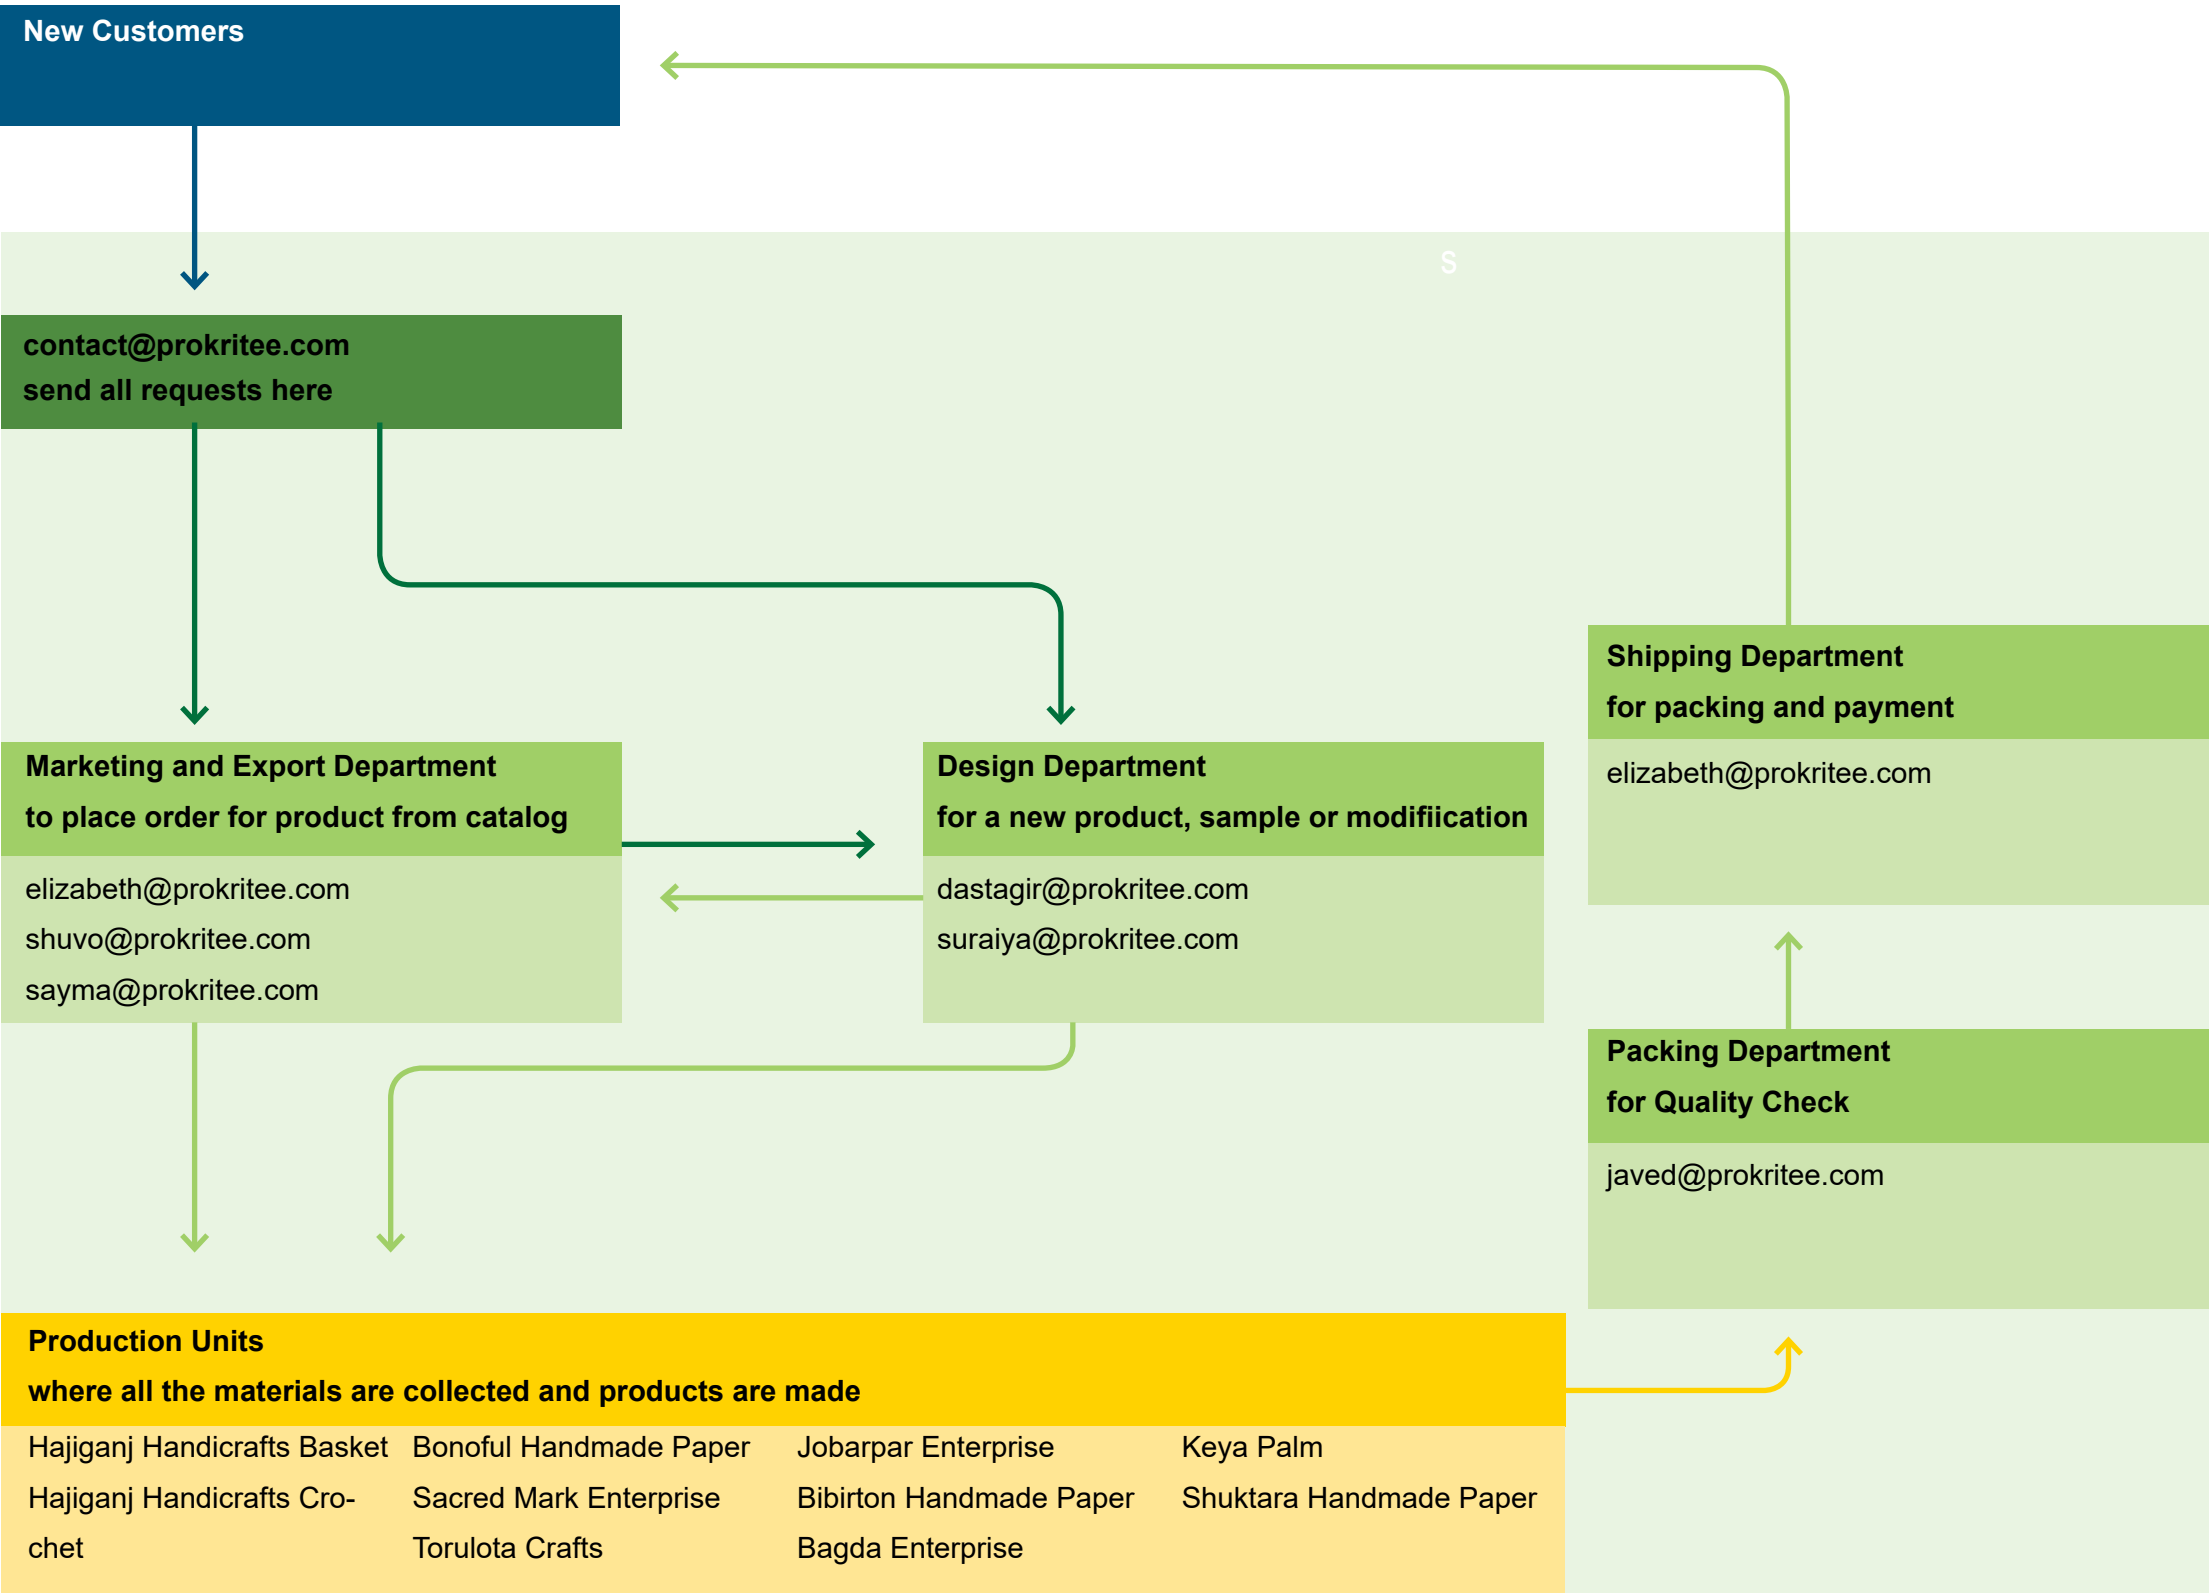 New Customers
s
contact@prokritee.com
send all requests here
Marketing and Export Department
to place order for product from catalog
elizabeth@prokritee.com
shuvo@prokritee.com
sayma@prokritee.com
Design Department
for a new product, sample or modifiication
dastagir@prokritee.com
suraiya@prokritee.com
Shipping Department
for packing and payment
elizabeth@prokritee.com
Packing Department
for Quality Check
javed@prokritee.com
Production Units
where all the materials are collected and products are made
Hajiganj Handicrafts Basket
Hajiganj Handicrafts Cro-
chet
Bonoful Handmade Paper
Sacred Mark Enterprise
Torulota Crafts
Jobarpar Enterprise
Bibirton Handmade Paper
Bagda Enterprise
Keya Palm
Shuktara Handmade Paper